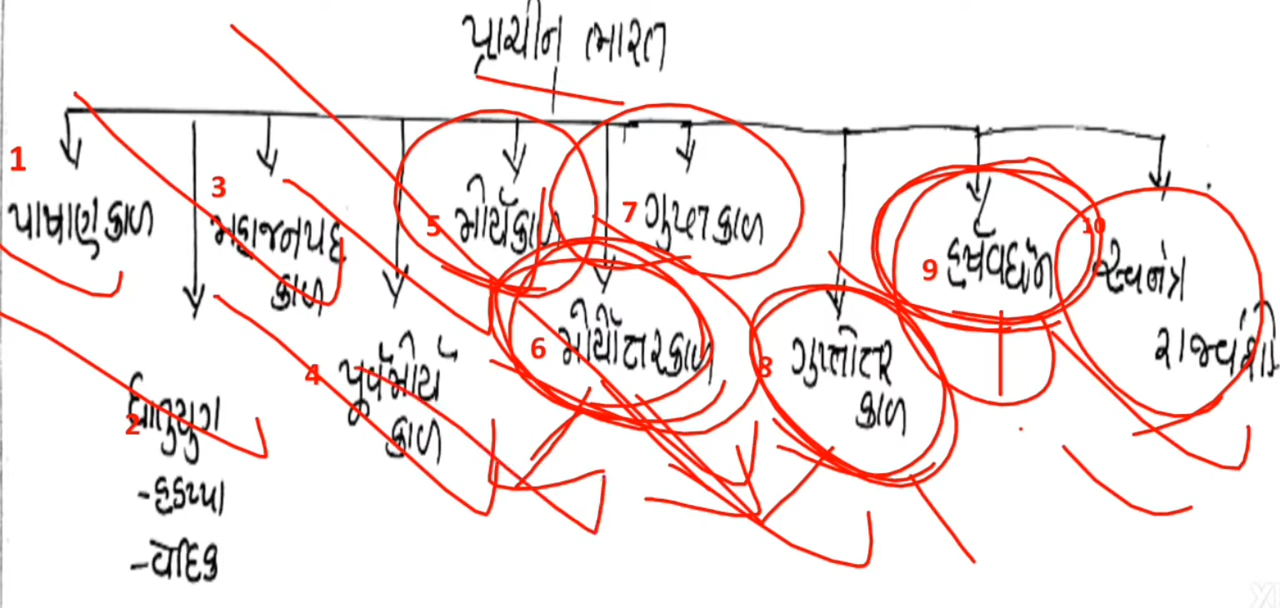 પ્રાચીન ભારત
1 પાષાણકાળ
2 ધાતુયુગ
-હડપ્પા
-વૈદિક
3 મહાજનપદ
કાળ
4 પૂર્વમૌર્ય
કાળ
5 મૌર્યકાળ
6 મૌર્યોત્તરકાળ
7 ગુપ્તકાળ
8 ગુપ્તોત્તર
કાળ
9 હર્ષવર્ધન
10 સ્વતંત્ર
રાજવંશો